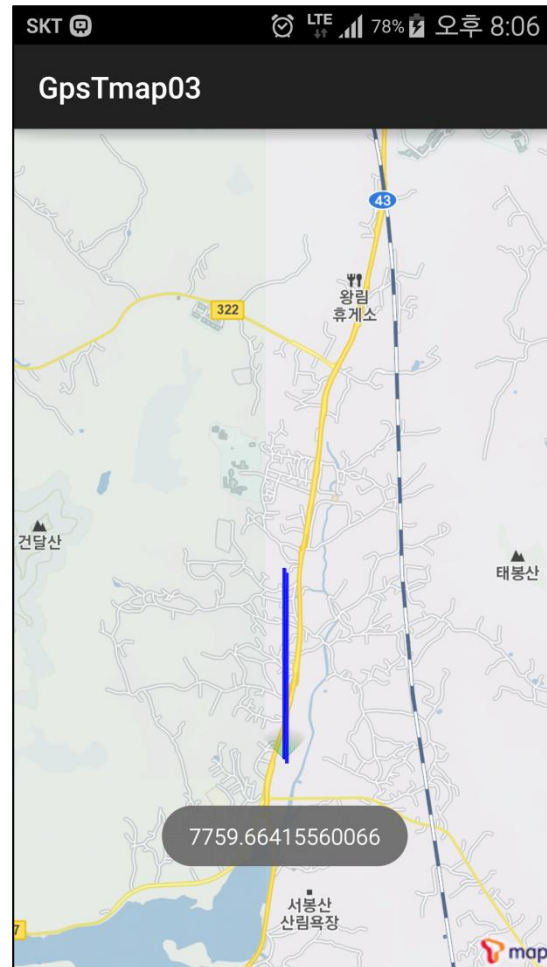 SKT LTE 78% 오후 8:06
GpsTmap03
43
왕림
휴게소
322
건달산
태봉산
7759.66415560066
서봉산
산림욕장
7
T map